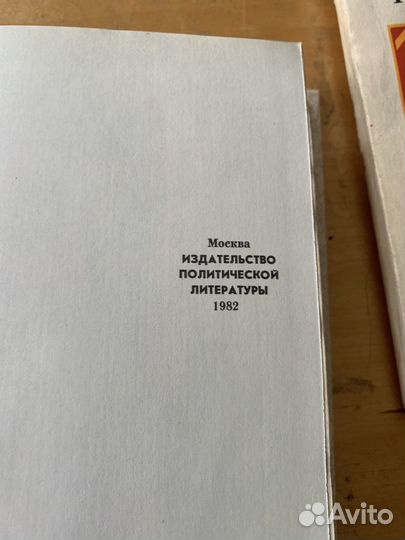 Москва
ИЗДАТЕЛЬСТВО
ПОЛИТИЧЕСКОЙ
ЛИТЕРАТУРЫ
1982
Avito